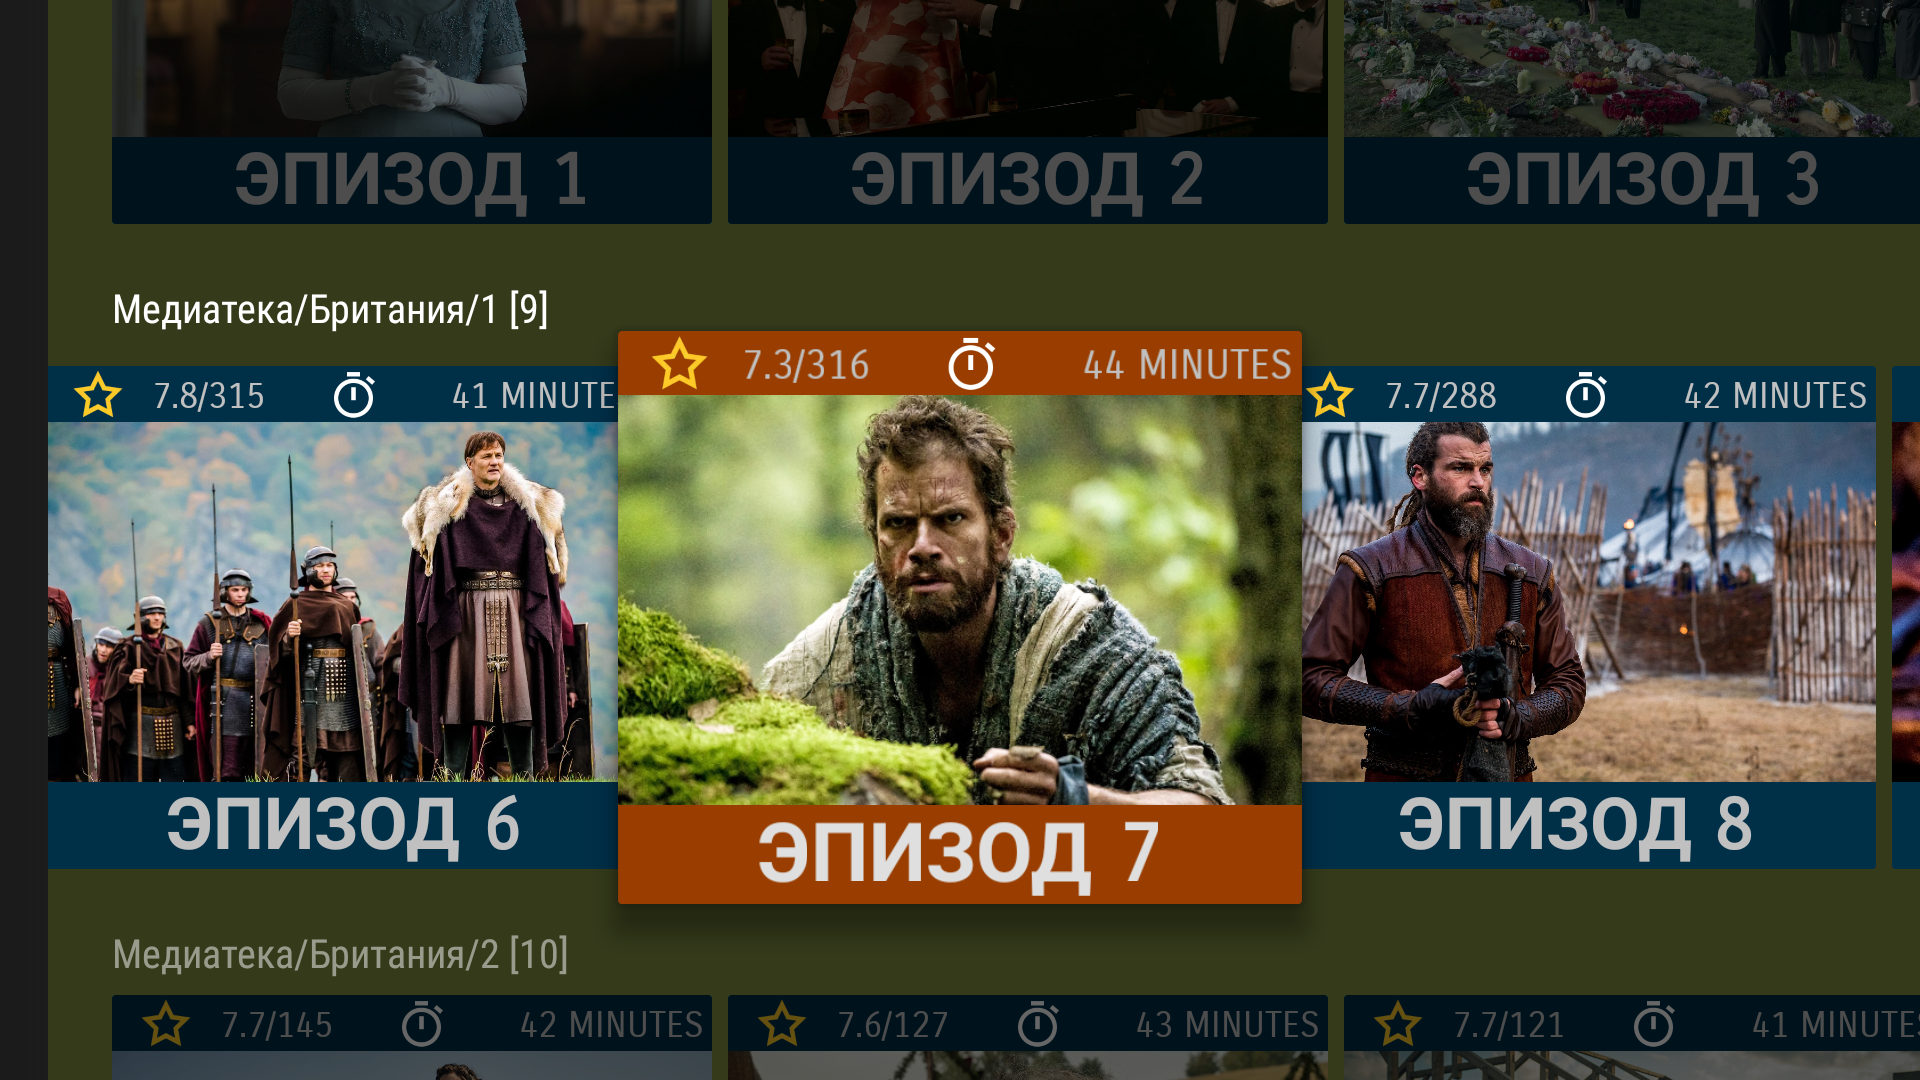 ЭПИЗОД 1
ЭПИЗОД 2
ЭПИЗОД 3
Медиатека/Британия/1 [9]
7.8/315 41 MINUTE
7.3/316 44 MINUTES
7.7/288 42 MINUTES
ЭПИЗОД 6
ЭПИЗОД 7
ЭПИЗОД 8
Медиатека/Британия/2 [10]
7.7/145 42 MINUTES
7.6/127 43 MINUTES
7.7/121 41 MINUTES